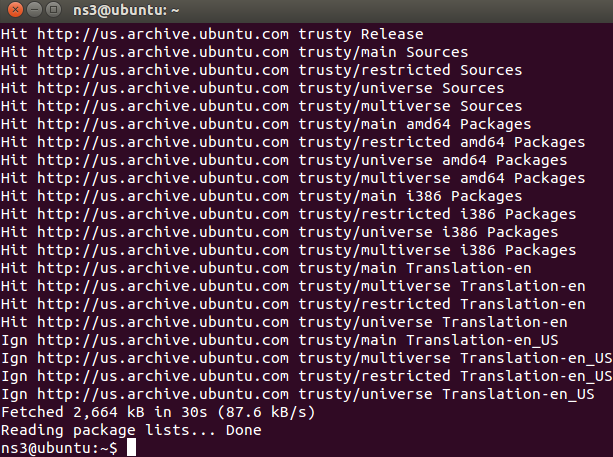 ns3@ubuntu: ~
Hit http://us.archive.ubuntu.com trusty Release
Hit http://us.archive.ubuntu.com trusty/main Sources
Hit http://us.archive.ubuntu.com trusty/restricted Sources
Hit http://us.archive.ubuntu.com trusty/universe Sources
Hit http://us.archive.ubuntu.com trusty/multiverse Sources
Hit http://us.archive.ubuntu.com trusty/main amd64 Packages
Hit http://us.archive.ubuntu.com trusty/restricted amd64 Packages
Hit http://us.archive.ubuntu.com trusty/universe amd64 Packages
Hit http://us.archive.ubuntu.com trusty/multiverse amd64 Packages
Hit http://us.archive.ubuntu.com trusty/main i386 Packages
Hit http://us.archive.ubuntu.com trusty/restricted i386 Packages
Hit http://us.archive.ubuntu.com trusty/universe i386 Packages
Hit http://us.archive.ubuntu.com trusty/multiverse i386 Packages
Hit http://us.archive.ubuntu.com trusty/main Translation-en
Hit http://us.archive.ubuntu.com trusty/multiverse Translation-en
Hit http://us.archive.ubuntu.com trusty/restricted Translation-en
Hit http://us.archive.ubuntu.com trusty/universe Translation-en
Ign http://us.archive.ubuntu.com trusty/main Translation-en_US
Ign http://us.archive.ubuntu.com trusty/multiverse Translation-en_US
Ign http://us.archive.ubuntu.com trusty/restricted Translation-en_US
Ign http://us.archive.ubuntu.com trusty/universe Translation-en_US
Fetched 2,664 kB in 30s (87.6 kB/s)
Reading package lists... Done
ns3@ubuntu:~$